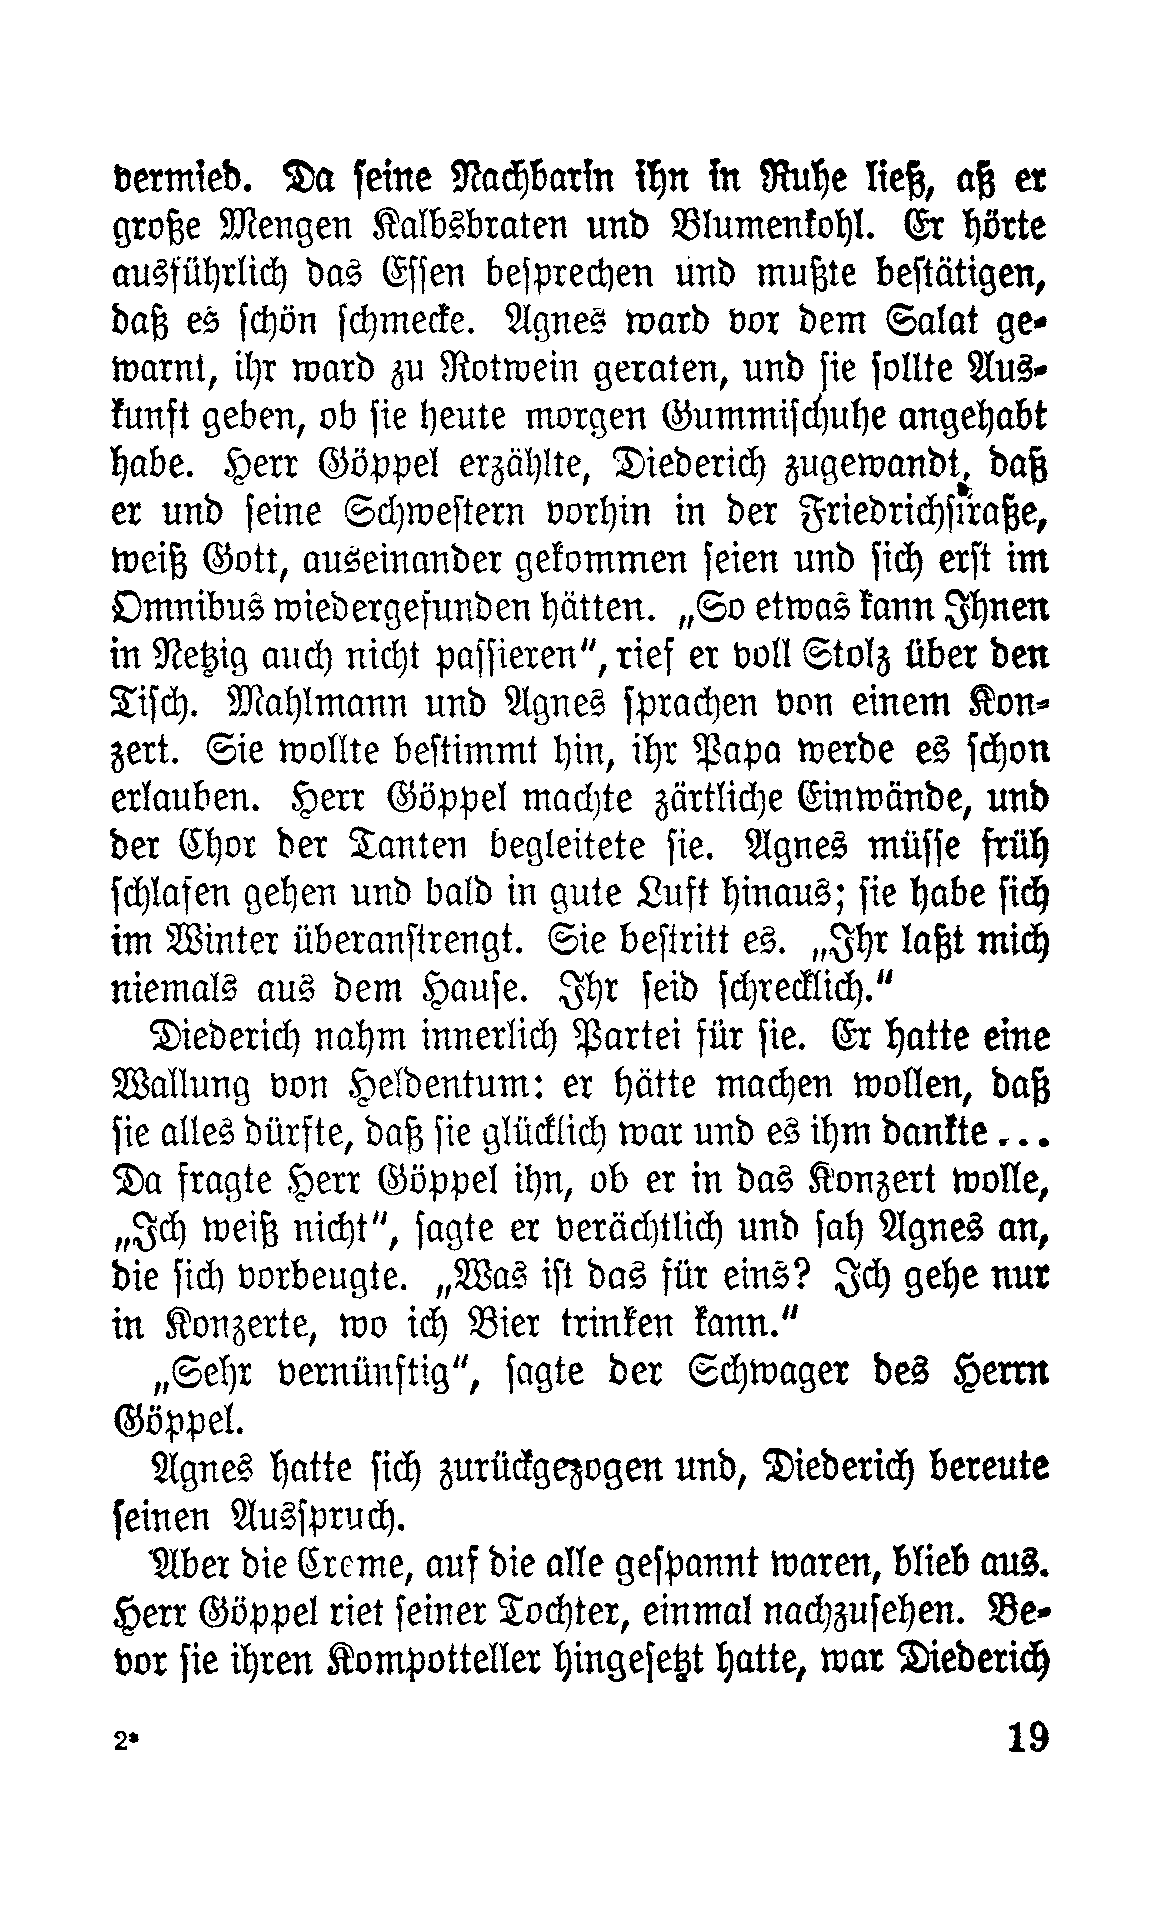 vermied. Da seine Nachbarin ihn in Ruhe ließ, aß er
große Mengen Kalbsbraten und Blumenkohl. Er hörte
ausführlich das Essen besprechen und mußte bestätigen,
daß es schön schmecke. Agnes ward vor dem Salat ge-
warnt, ihr ward zu Rotwein geraten, und sie sollte Aus-
kunft geben, ob sie heute morgen Gummischuhe angehabt
habe. Herr Göppel erzählte, Diederich zugewandt, daß
er und seine Schwestern vorhin in der Friedrichstraße,
weiß Gott, auseinander gekommen seien und sich erst im
Omnibus wiedergefunden hätten. „So etwas kann Ihnen
in Netzig auch nicht passieren“, rief er voll Stolz über den
Tisch. Mahlmann und Agnes sprachen von einem Kon-
zert. Sie wollte bestimmt hin, ihr Papa werde es schon
erlauben. Herr Göppel machte zärtliche Einwände, und
der Chor der Tanten begleitete sie. Agnes müsse früh
schlafen gehen und bald in gute Luft hinaus; sie habe sich
im Winter überanstrengt. Sie bestritt es. „Ihr laßt mich
niemals aus dem Hause. Ihr seid schrecklich.“
Diederich nahm innerlich Partei für sie. Er hatte eine
Wallung von Heldentum: er hätte machen wollen, daß
sie alles dürfte, daß sie glücklich war und es ihm dankte ...
Da fragte Herr Göppel ihn, ob er in das Konzert wolle,
„Ich weiß nicht“, sagte er verächtlich und sah Agnes an,
die sich vorbeugte. „Was ist das für eins? Ich gehe nur
in Konzerte, wo ich Bier trinken kann.“
„Sehr vernünftig“, sagte der Schwager des Herrn
Göppel.
Agnes hatte sich zurückgezogen und, Diederich bereute
seinen Ausspruch.
Aber die Creme, auf die alle gespannt waren, blieb aus.
Herr Göppel riet seiner Tochter, einmal nachzusehen. Be-
vor sie ihren Kompotteller hingesetzt hatte, war Diederich
2* 19